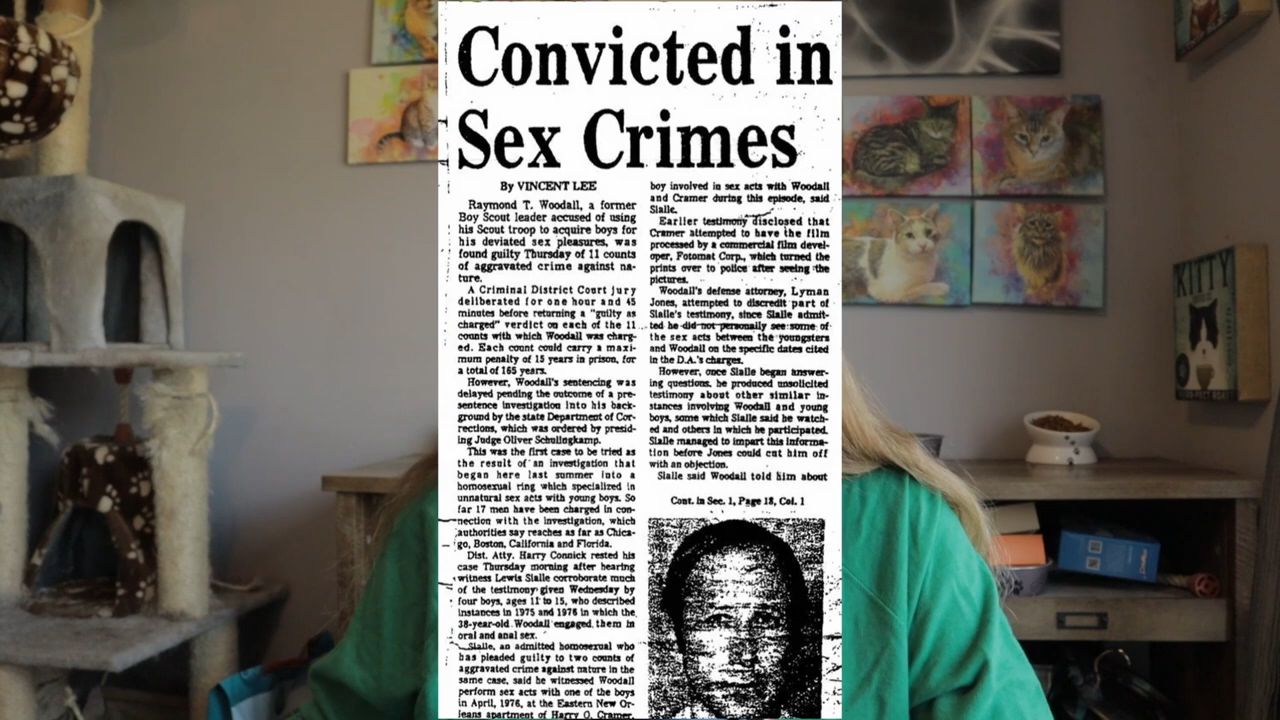 Convicted in
Sex Crimes
By VINCENT LEE
Raymond T. Woodall, a former
Boy Scout leader accused of using
his Scout troop to acquire boys for
his deviated sex pleasures, was
found guilty Thursday of 11 counts
of aggravated crime against na-
ture.
A Criminal District Court jury
deliberated for one hour and 45
minutes before returning a "guilty as
charged" verdict on each of the 11
counts with which Woodall was charg-
ed. Each count could carry a maxi-
mum penalty of 15 years in prison, for
a total of 165 years.
However, Woodall's sentencing was
delayed pending the outcome of a pre-
sentence investigation into his back-
ground by the state Department of Cor-
rections, which was ordered by presid-
ing Judge Oliver Schulingkamp.
This was the first case to be tried as
the result of an investigation that
began here last summer into a
homosexual ring which specialized in
unnatural sex acts with young boys. So
far 17 men have been charged in con-
nection with the investigation, which
authorities say reaches as far as Chica-
go, Boston, California and Florida.
Dist. Atty. Harry Connick rested his
case Thursday morning after hearing
witness Lewis Sialle corroborate much
of the testimony given Wednesday by
four boys, ages 11 to 15, who described
instances in 1975 and 1976 in which the
38-year-old Woodall engaged them in
oral and anal sex.
Sialle, an admitted homosexual who
has pleaded guilty to two counts of
aggravated crime against nature in the
same case, said he witnessed Woodall
perform sex acts with one of the boys
in April, 1976, at the Eastern New Or-
leans apartment of Harry O. Cramer.
boy involved in sex acts with Woodall
and Cramer during this episode, said
Sialle.
Earlier testimony disclosed that
Cramer attempted to have the film
processed by a commercial film devel-
oper, Fotomat Corp., which turned the
prints over to police after seeing the
pictures.
Woodall's defense attorney, Lyman
Jones, attempted to discredit part of
Sialle's testimony, since Sialle admit-
ted he did not personally see some of
the sex acts between the youngsters
and Woodall on the specific dates cited
in the D.A.'s charges.
However, once Sialle began answer-
ing questions, he produced unsolicited
testimony about other similar in-
stances involving Woodall and young
boys, some which Sialle said he watch-
ed and others in which he participated.
Sialle managed to impart this informa-
tion before Jones could cut him off
with an objection.
Sialle said Woodall told him about
Cont. in Sec. 1, Page 18, Col. 1
KITTY